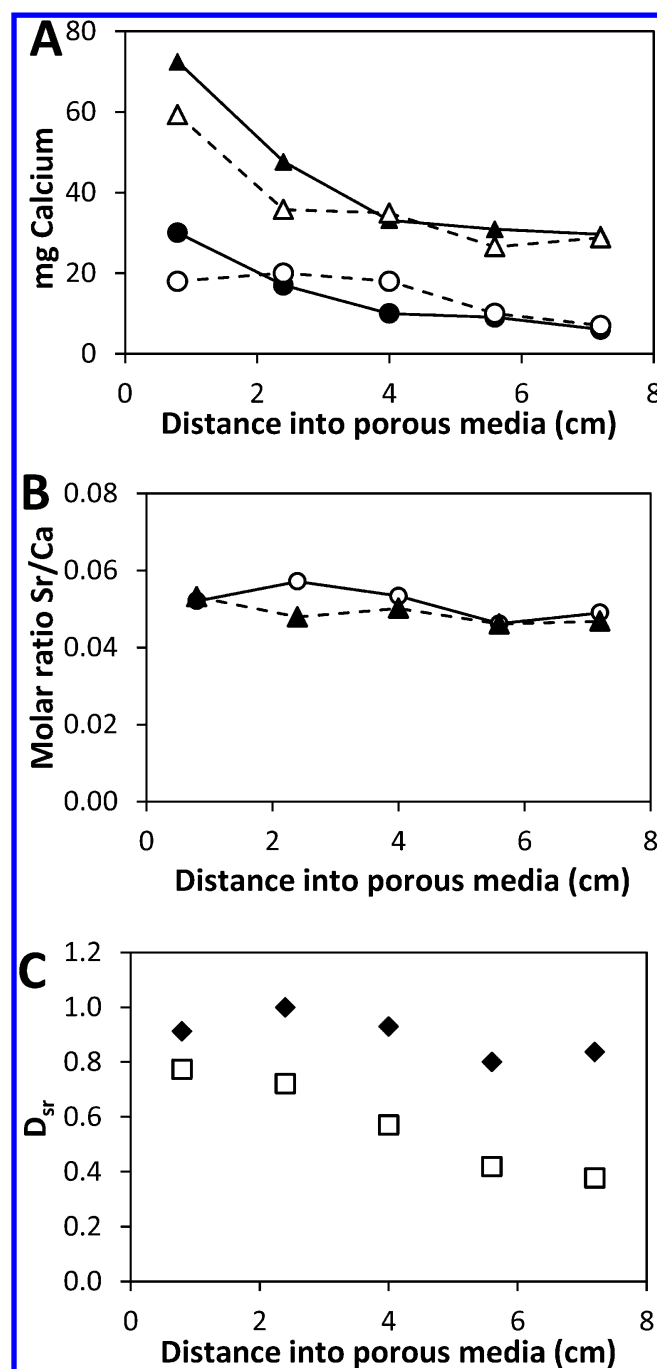 A
mg Calcium
80
60
40
20
0
0 2 4 6 8
Distance into porous media (cm)
B
Molar ratio Sr/Ca
0.08
0.06
0.04
0.02
0.00
0 2 4 6 8
Distance into porous media (cm)
C
Dsr
1.2
1.0
0.8
0.6
0.4
0.2
0.0
0 2 4 6 8
Distance into porous media (cm)